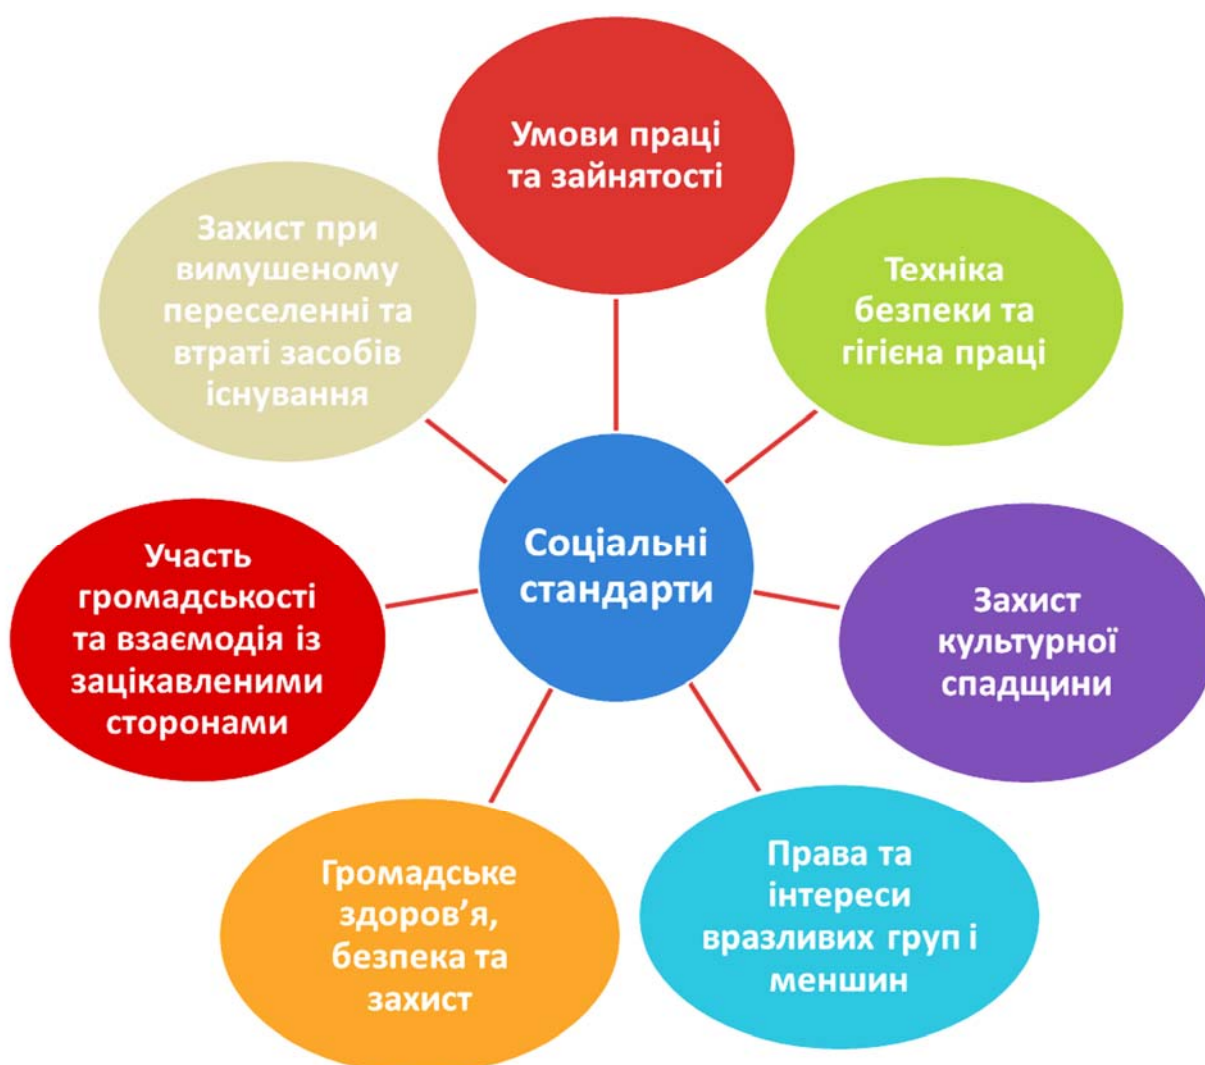 Умови праці
та зайнятості
Техніка
безпеки та
гігієна праці
Захист
культурної
спадщини
Права та
інтереси
вразливих груп і
меншин
Громадське
здоров’я,
безпека та
захист
Участь
громадськості
та взаємодія із
зацікавленими
сторонами
Захист при
вимушеному
переселенні та
втраті засобів
існування
Соціальні
стандарти